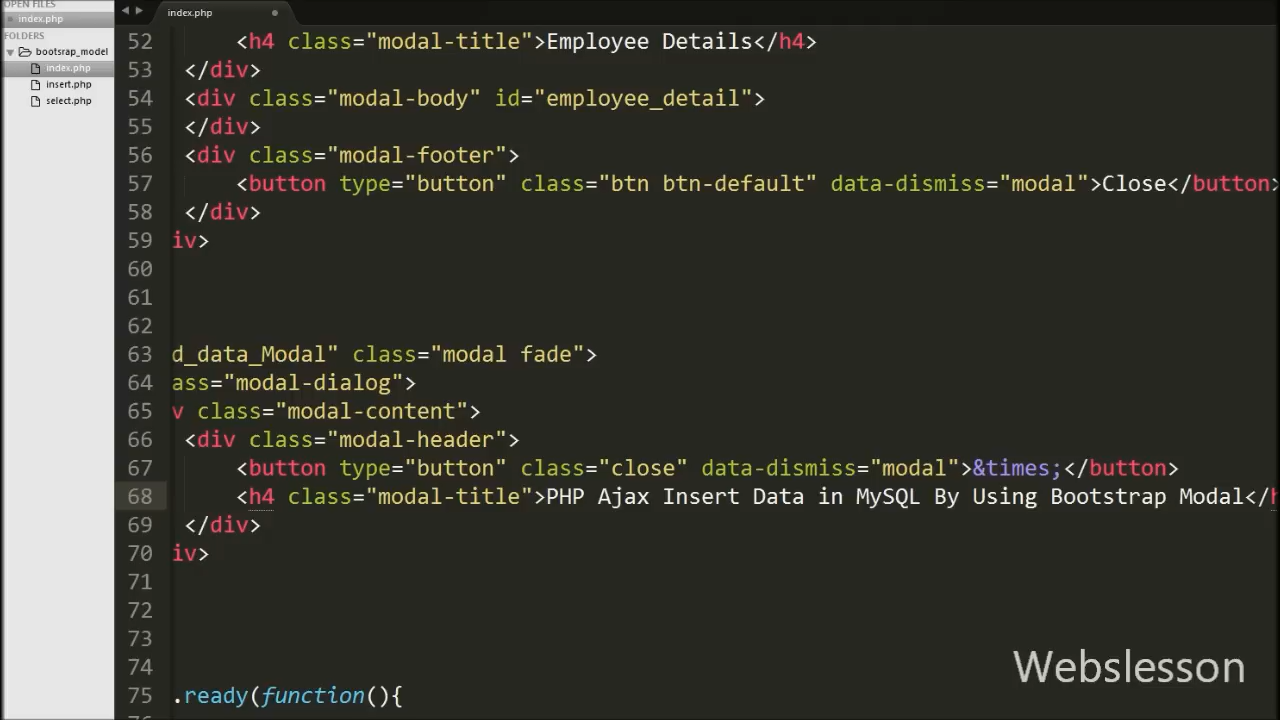 OPEN FILES
index.php
FOLDERS
bootsrap_model
index.php
insert.php
select.php
index.php
52 <h4 class="modal-title">Employee Details</h4>
53 </div>
54 <div class="modal-body" id="employee_detail">
55 </div>
56 <div class="modal-footer">
57 <button type="button" class="btn btn-default" data-dismiss="modal">Close</button>
58 </div>
59 iv>
60
61
62
63 d_data_Modal" class="modal fade">
64 ass="modal-dialog">
65 v class="modal-content">
66 <div class="modal-header">
67 <button type="button" class="close" data-dismiss="modal">&times;</button>
68 <h4 class="modal-title">PHP Ajax Insert Data in MySQL By Using Bootstrap Modal</h
69 </div>
70 iv>
71
72
73
74
75 .ready(function(){
Webslesson